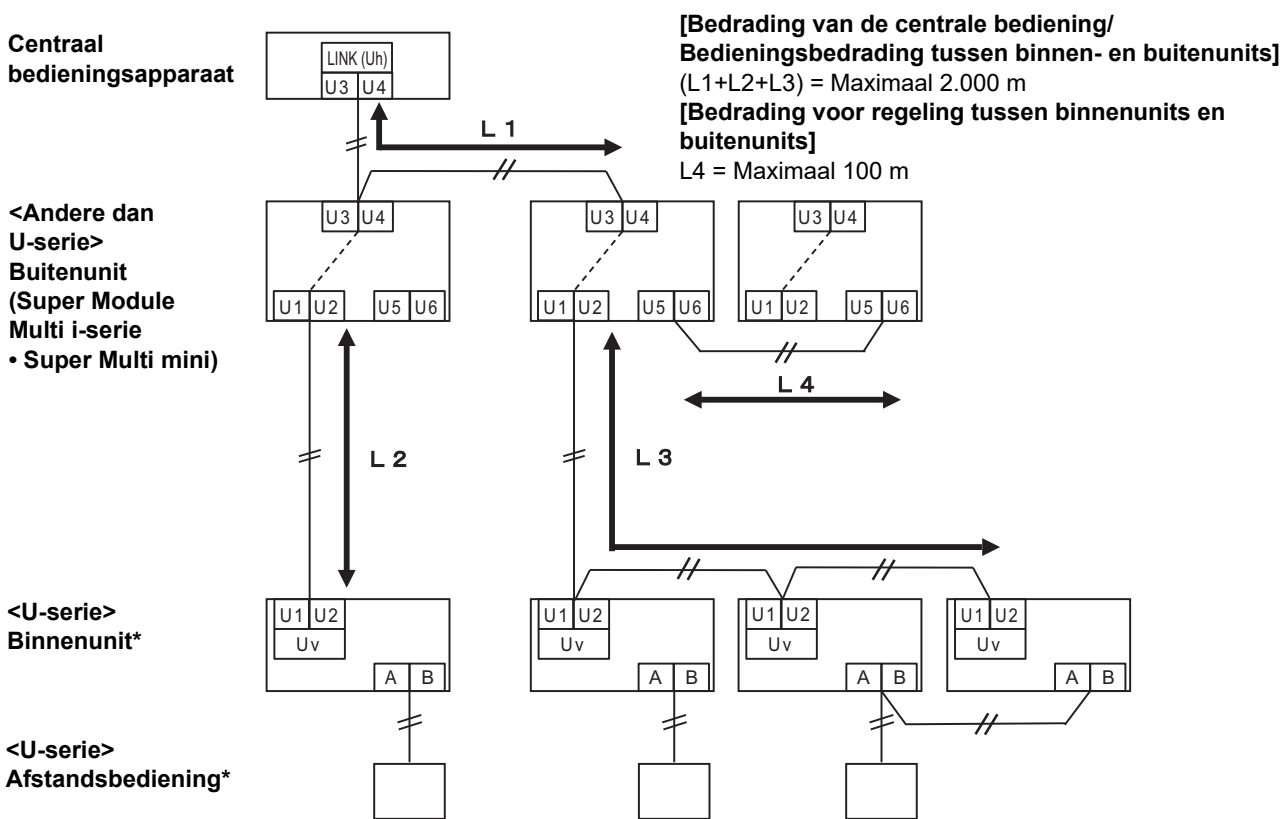 Centraal
bedieningsapparaat
LINK (Uh)
U3 U4
L 1
[Bedrading van de centrale bediening/
Bedieningsbedrading tussen binnen- en buitenunits]
(L1+L2+L3) = Maximaal 2.000 m
[Bedrading voor regeling tussen binnenunits en
buitenunits]
L4 = Maximaal 100 m
<Andere dan
U-serie>
Buitenunit
(Super Module
Multi i-serie
• Super Multi mini)
U3 U4
U1 U2 U5 U6
U3 U4
U1 U2 U5 U6
U3 U4
U1 U2 U5 U6
L 4
L 2
L 3
<U-serie>
Binnenunit*
U1 U2
Uv
A B
U1 U2
Uv
A B
U1 U2
Uv
A B
U1 U2
Uv
A B
<U-serie>
Afstandsbediening*